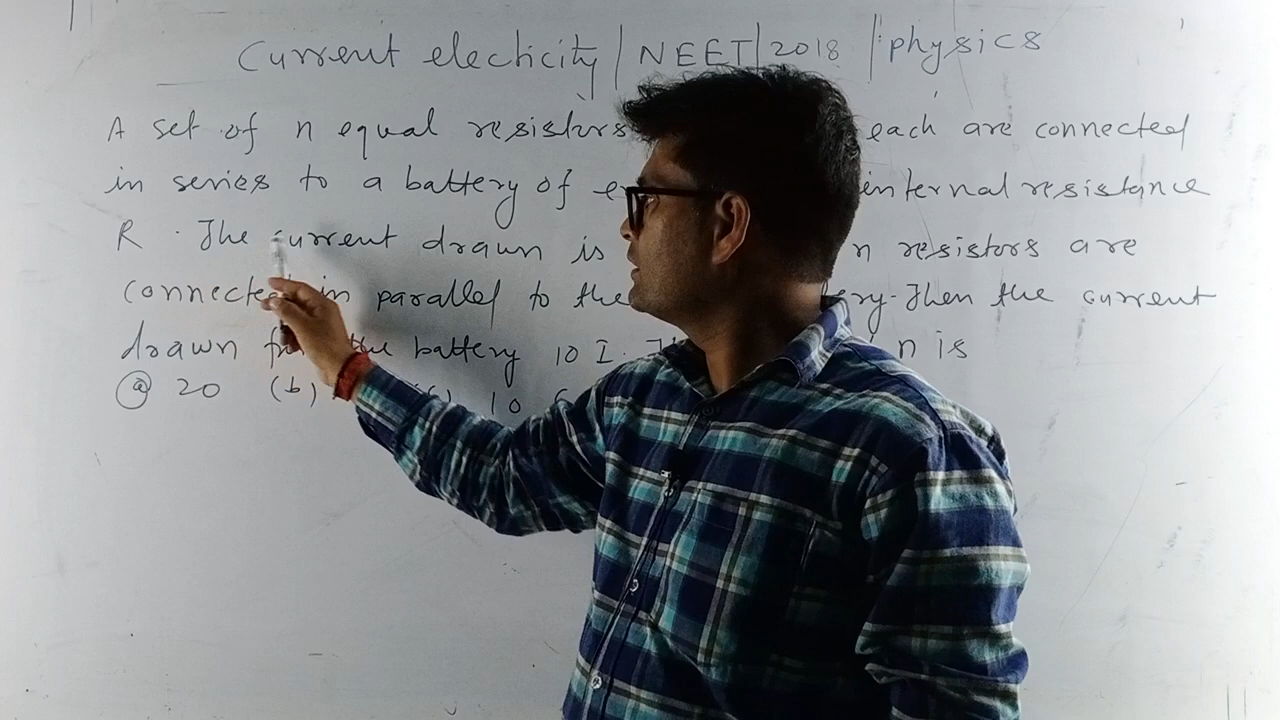 Current electricity | NEET | 2018 | physics
A set of n equal resistors each are connected
in series to a battery of internal resistance
R. The current drawn is n resistors are
connected in parallel to the Then the current
drawn the battery 10 I. n is
(a) 20 (b) 10